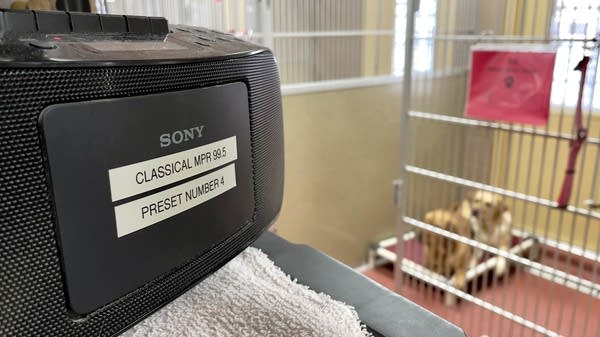 SONY
CLASSICAL MPR 99.5
PRESET NUMBER 4